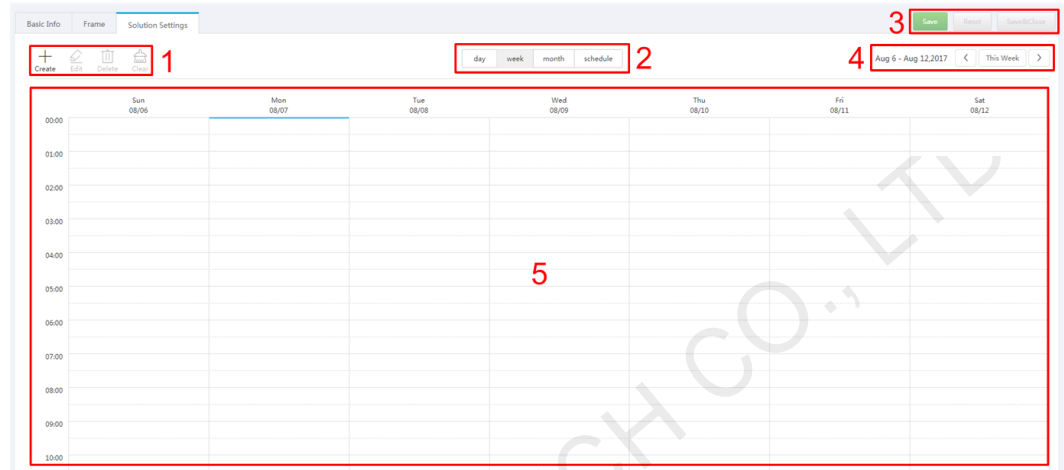 Basic Info Frame Solution Settings 3 Save Reset Save&Close
Create Edit Delete Clear 1 day week month schedule 2 4 Aug 6 - Aug 12,2017 < This Week >
Sun Mon Tue Wed Thu Fri Sat
08/06 08/07 08/08 08/09 08/10 08/11 08/12
00:00
01:00
02:00
03:00
04:00
5
05:00
06:00
07:00
08:00
09:00
10:00
CH CO., LTD